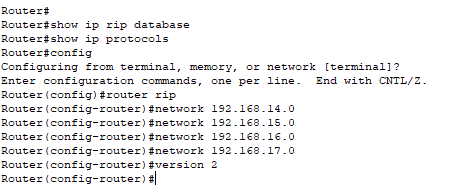 Router#
Router#show ip rip database
Router#show ip protocols
Router#config
Configuring from terminal, memory, or network [terminal]?
Enter configuration commands, one per line.  End with CNTL/Z.
Router(config)#router rip
Router(config-router)#network 192.168.14.0
Router(config-router)#network 192.168.15.0
Router(config-router)#network 192.168.16.0
Router(config-router)#network 192.168.17.0
Router(config-router)#version 2
Router(config-router)#